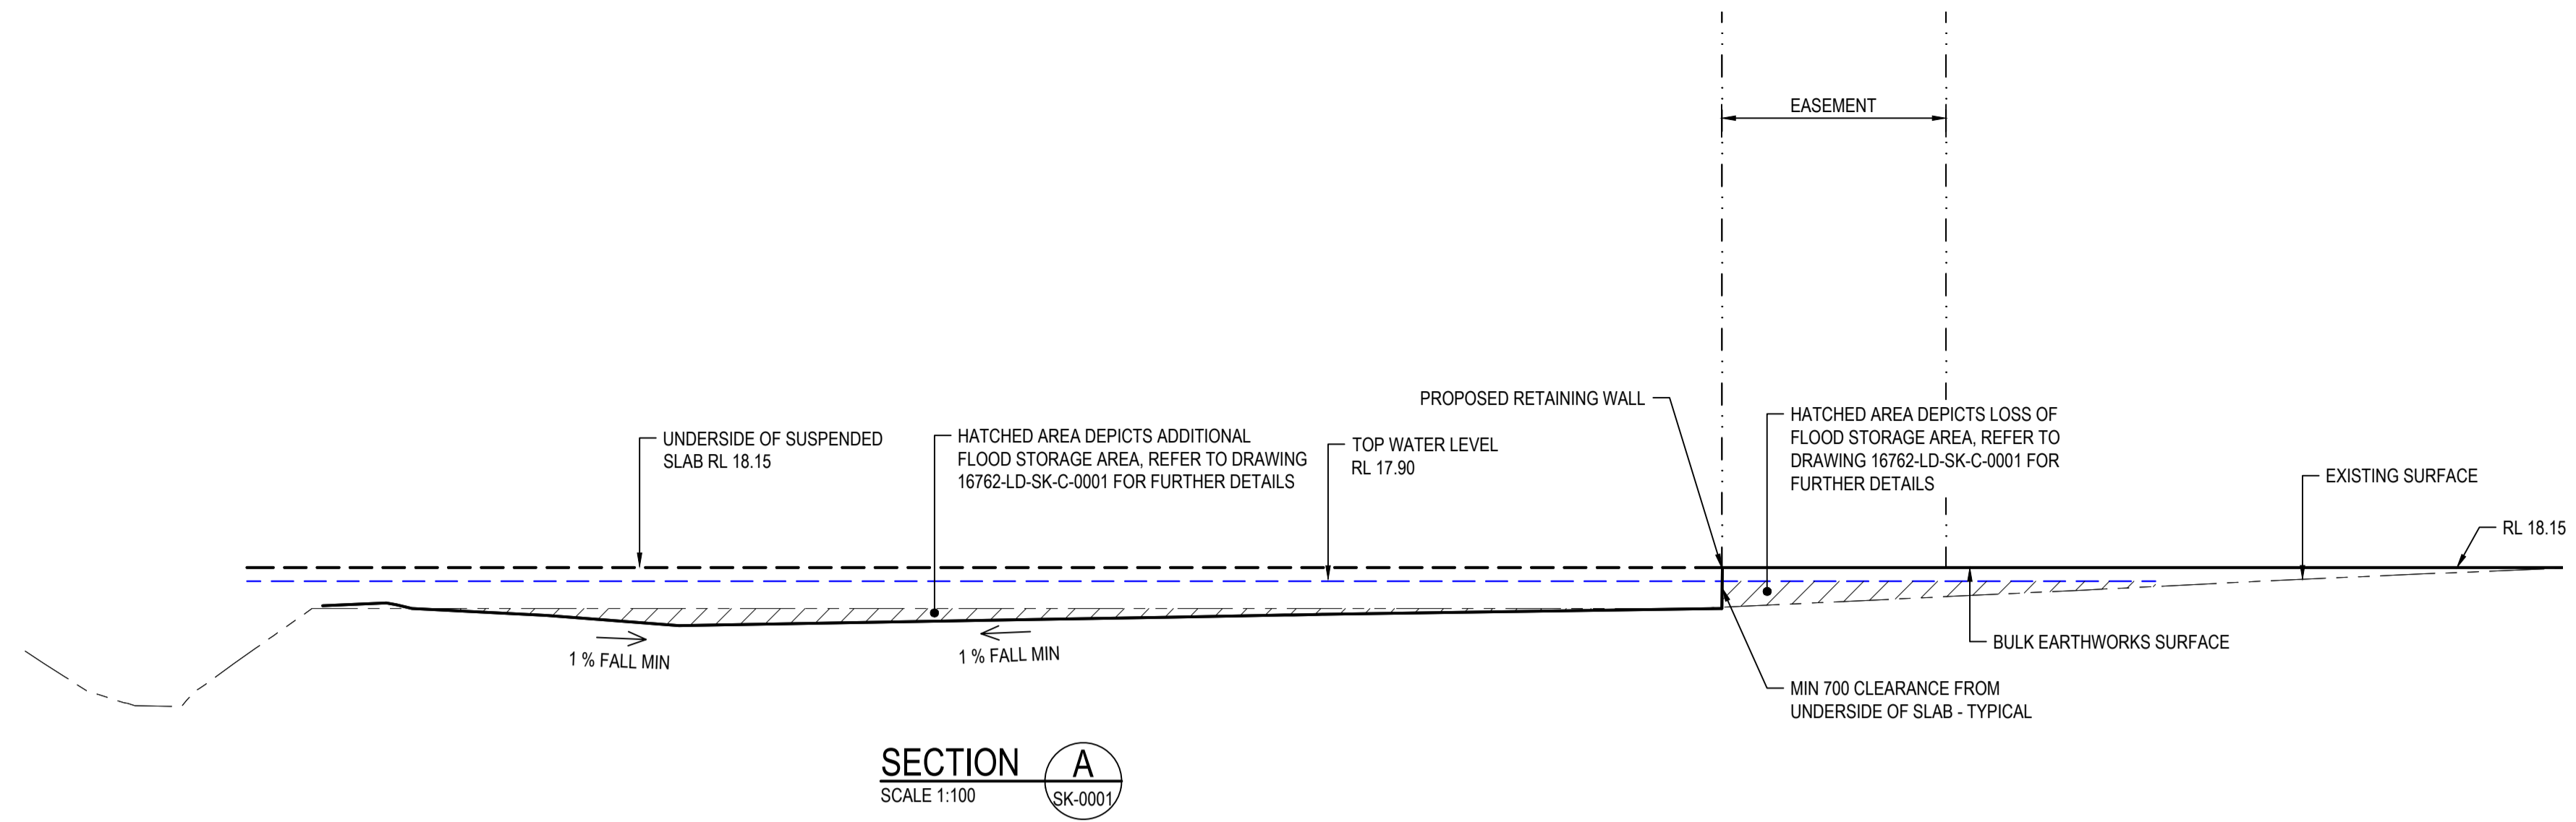 EASEMENT
PROPOSED RETAINING WALL
UNDERSIDE OF SUSPENDED
SLAB RL 18.15
HATCHED AREA DEPICTS ADDITIONAL
FLOOD STORAGE AREA, REFER TO DRAWING
16762-LD-SK-C-0001 FOR FURTHER DETAILS
TOP WATER LEVEL
RL 17.90
HATCHED AREA DEPICTS LOSS OF
FLOOD STORAGE AREA, REFER TO
DRAWING 16762-LD-SK-C-0001 FOR
FURTHER DETAILS
EXISTING SURFACE
RL 18.15
1 % FALL MIN
1 % FALL MIN
BULK EARTHWORKS SURFACE
MIN 700 CLEARANCE FROM
UNDERSIDE OF SLAB - TYPICAL
SECTION A
SCALE 1:100 SK-0001